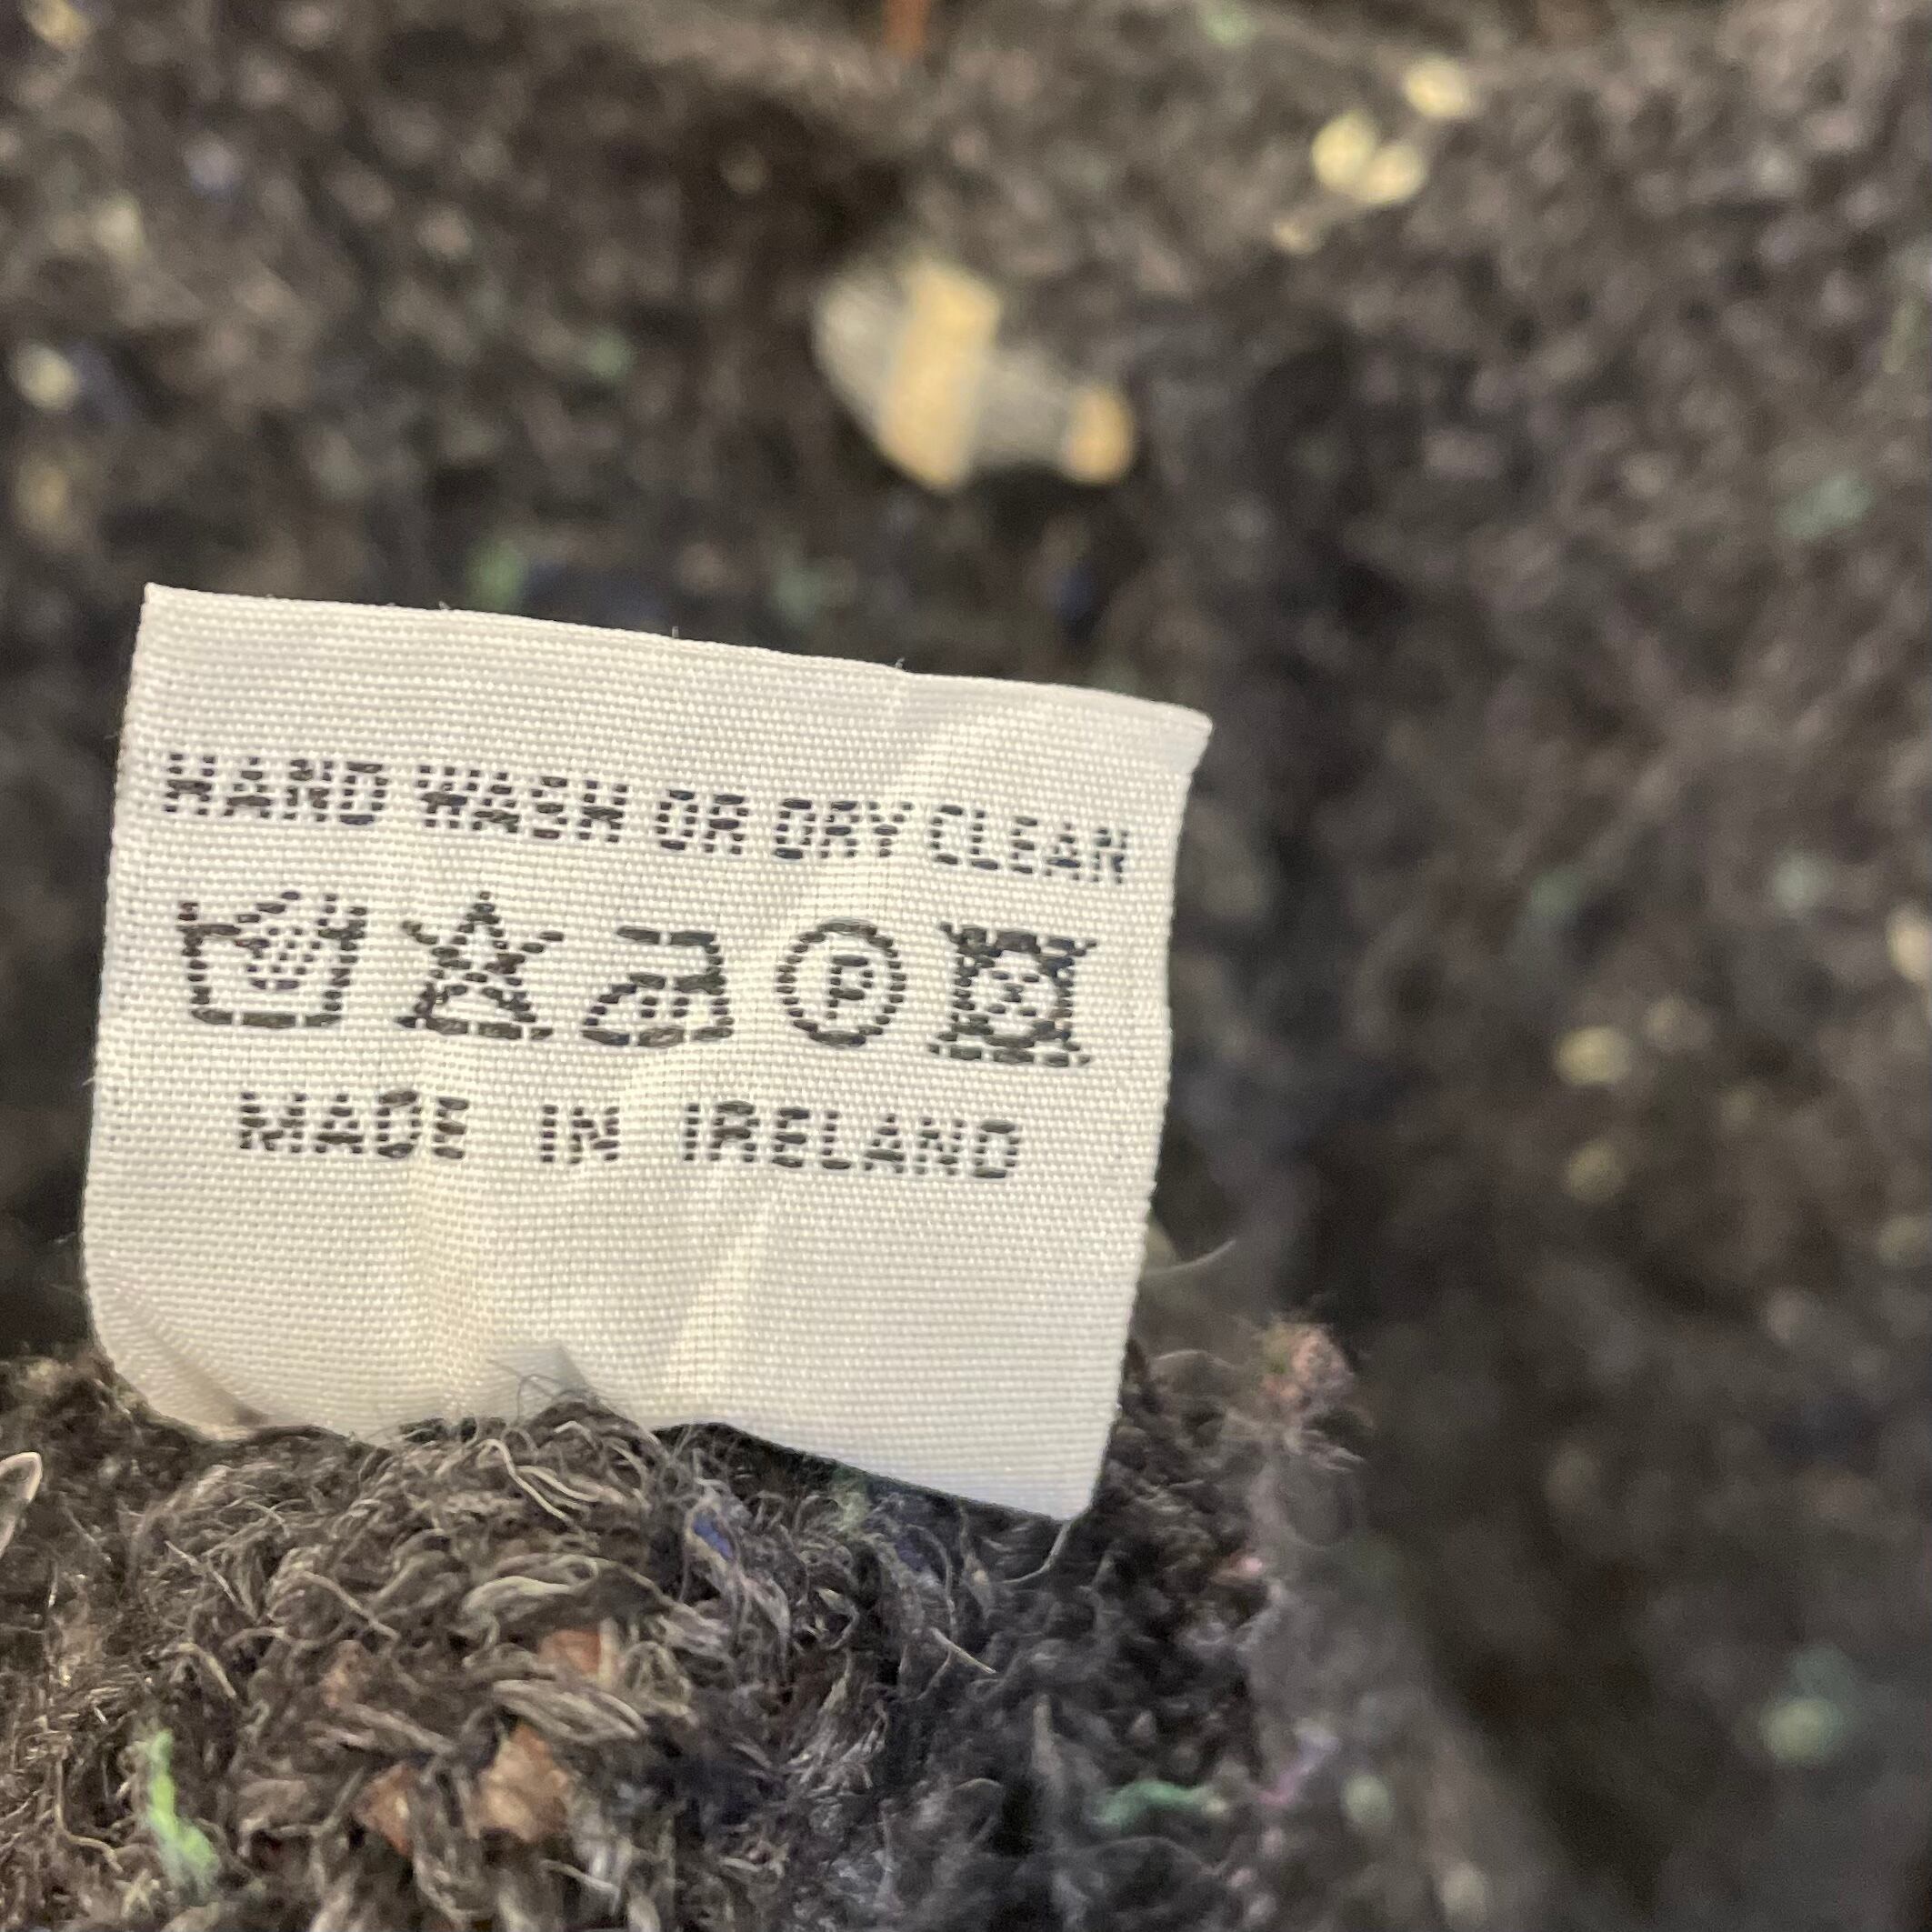 HAND WASH OR DRY CLEAN
P
MADE IN IRELAND